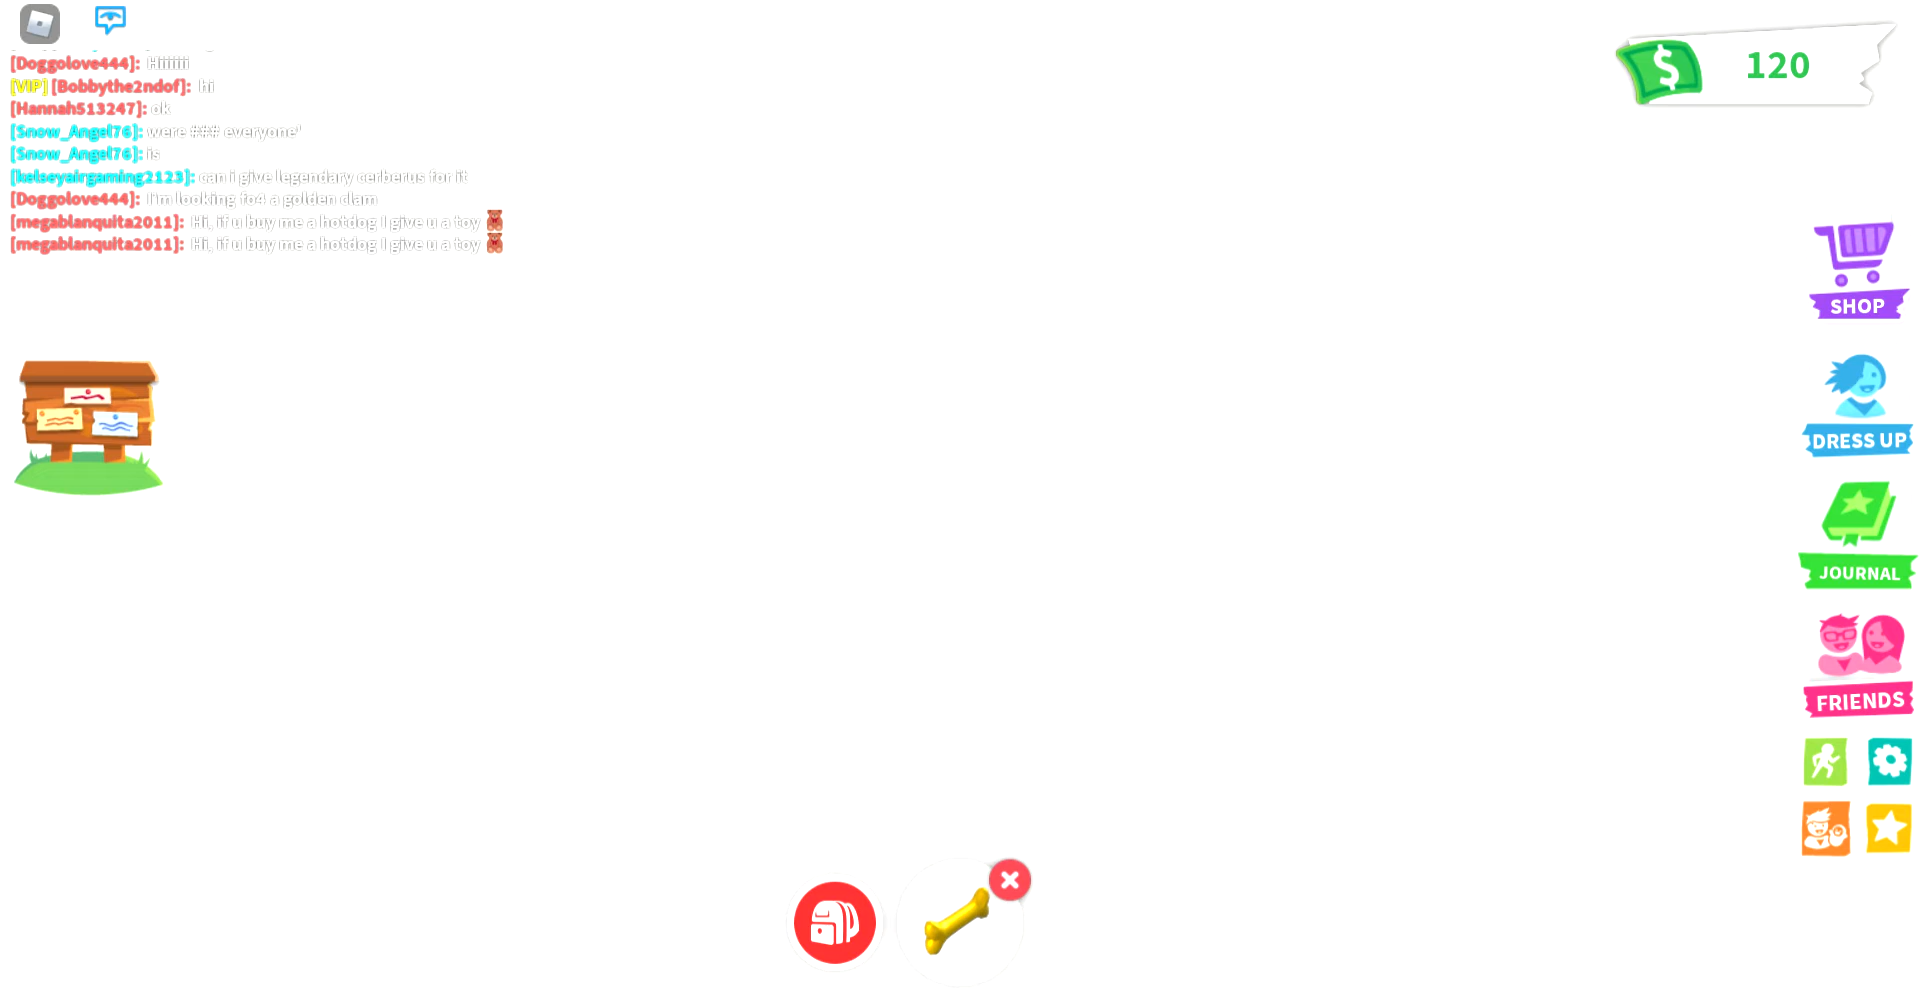 [Doggolove444]: Hiiiiii
[VIP] [Bobbythe2ndof]: hi
[Hannah513247]: ok
[Snow_Angel76]: were ### everyone'
[Snow_Angel76]: is
[kelseyairgaming2123]: can i give legendary cerberus for it
[Doggolove444]: I'm looking fo4 a golden clam
[megablanquita2011]: Hi, if u buy me a hotdog I give u a toy 🧸
[megablanquita2011]: Hi, if u buy me a hotdog I give u a toy 🧸
$ 120
SHOP
DRESS UP
JOURNAL
FRIENDS